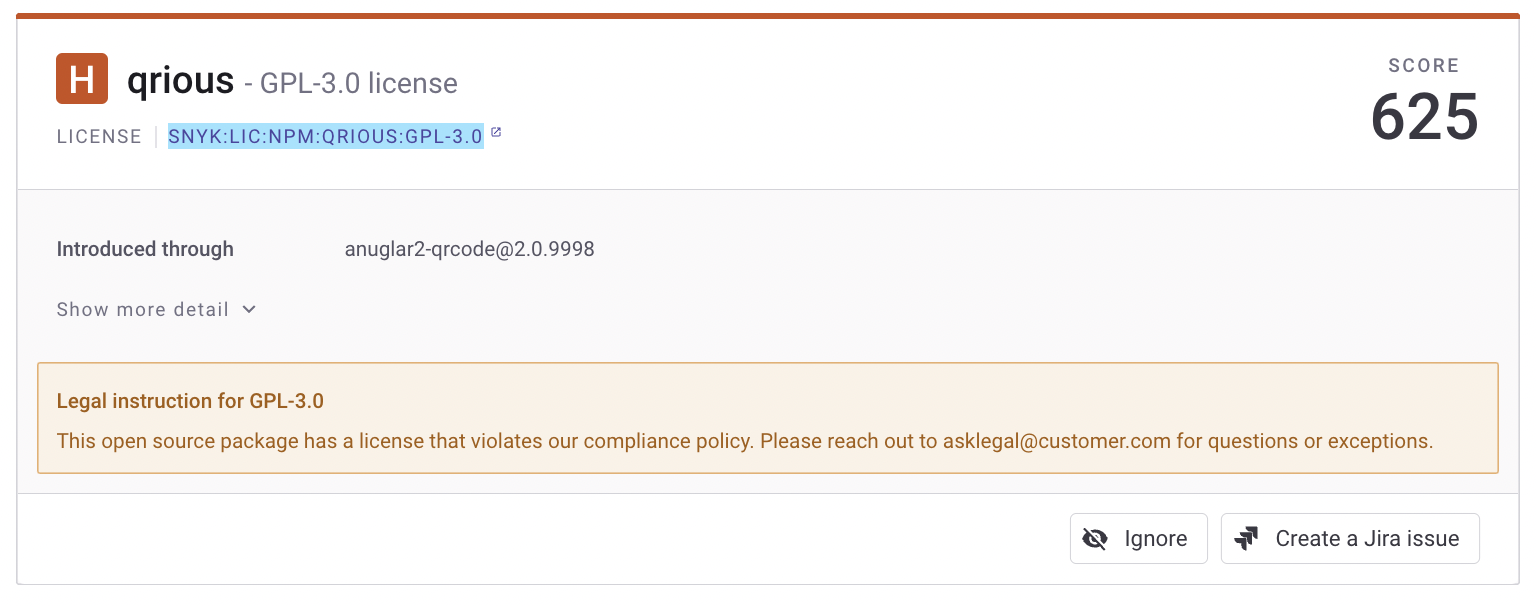 H qrious - GPL-3.0 license
SCORE
625
LICENSE | SNYK:LIC:NPM:QRIOUS:GPL-3.0
Introduced through anuglar2-qrcode@2.0.9998
Show more detail
Legal instruction for GPL-3.0
This open source package has a license that violates our compliance policy. Please reach out to asklegal@customer.com for questions or exceptions.
Ignore
Create a Jira issue